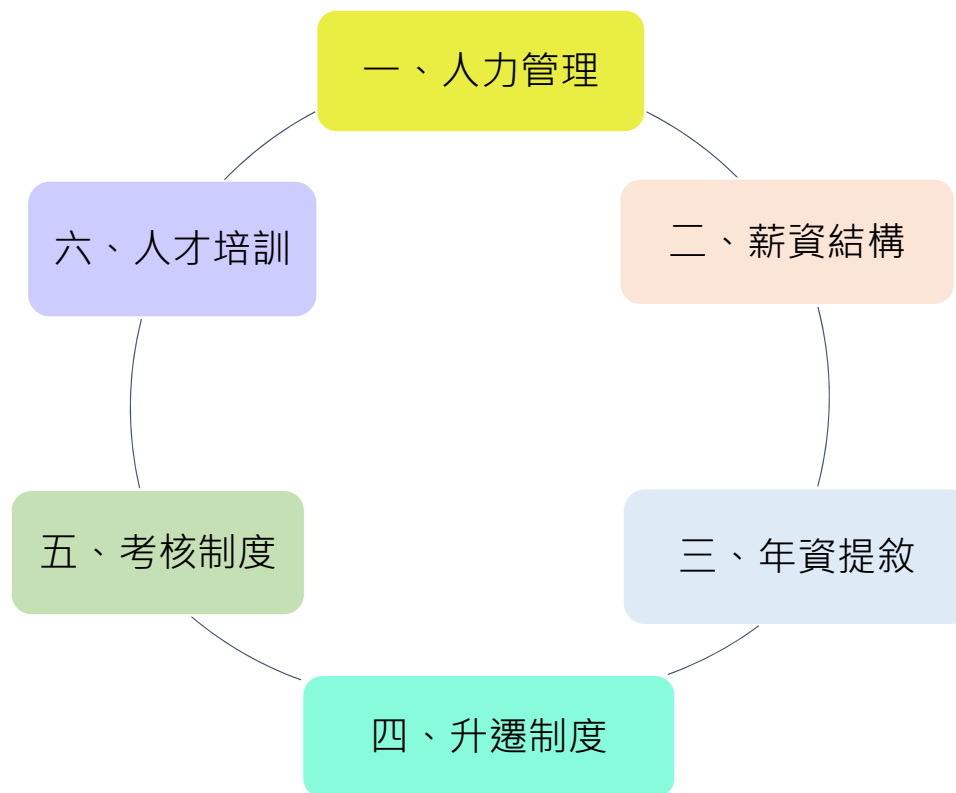 一、人力管理
二、薪資結構
三、年資提敘
四、升遷制度
五、考核制度
六、人才培訓